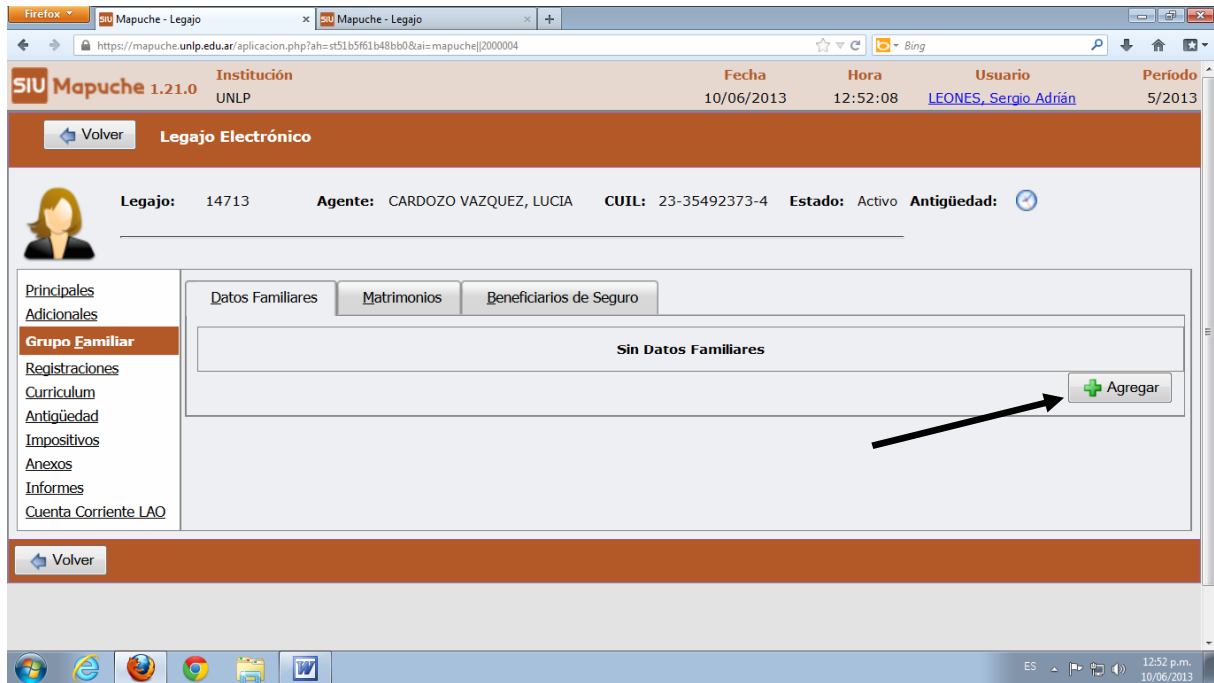 Firefox
SIU Mapuche - Legajo × SIU Mapuche - Legajo × +
https://mapuche.unlp.edu.ar/aplicacion.php?ah=st51b5ff61b48bb0&ai=mapuche||2000004 Bing
SIU Mapuche 1.21.0 Institución Fecha Hora Usuario Período
UNLP 10/06/2013 12:52:08 LEONES, Sergio Adrián 5/2013
Volver Legajo Electrónico
Legajo: 14713 Agente: CARDOZO VAZQUEZ, LUCIA CUIL: 23-35492373-4 Estado: Activo Antigüedad:
Principales
Adicionales
Grupo Familiar
Registraciones
Curriculum
Antigüedad
Impositivos
Anexos
Informes
Cuenta Corriente LAO
Datos Familiares Matrimonios Beneficiarios de Seguro
Sin Datos Familiares
Agregar
Volver
ES 12:52 p.m.
10/06/2013